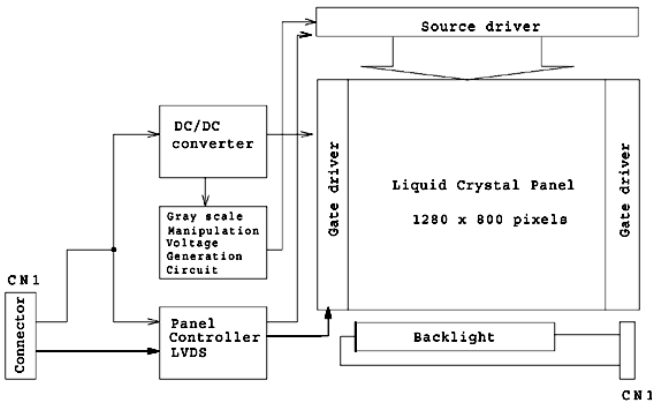 Source driver
DC/DC
converter
Gate driver
Liquid Crystal Panel
1280 x 800 pixels
Gate driver
Gray scale
Manipulation
Voltage
Generation
Circuit
CN1
Connector
Panel
Controller
LVDS
Backlight
CN1